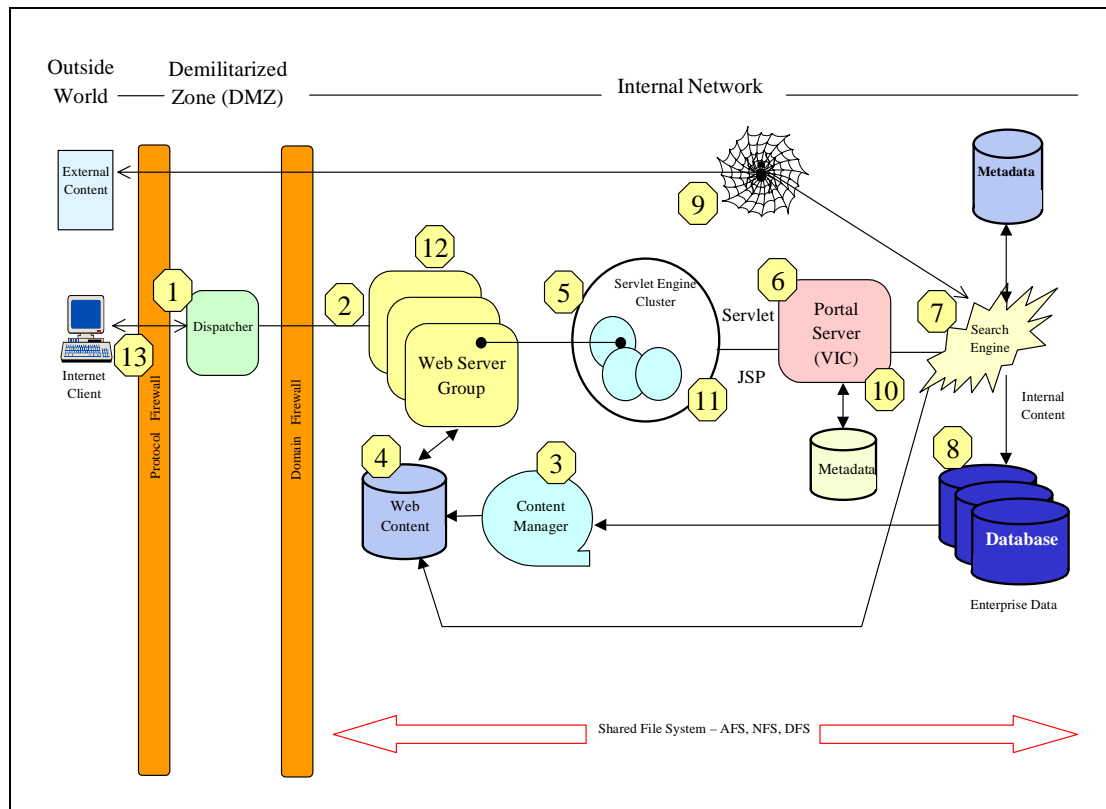 Outside
World
Demilitarized
Zone (DMZ)
Internal Network
External
Content
Metadata
9
12
1
2
5
Servlet Engine
Cluster
6
7
Dispatcher
Servlet
Portal
Server
(VIC)
Search
Engine
13
Internet
Client
Web Server
Group
JSP
11
10
Internal
Content
Protocol Firewall
Domain Firewall
4
3
8
Metadata
Web
Content
Content
Manager
Database
Enterprise Data
Shared File System – AFS, NFS, DFS